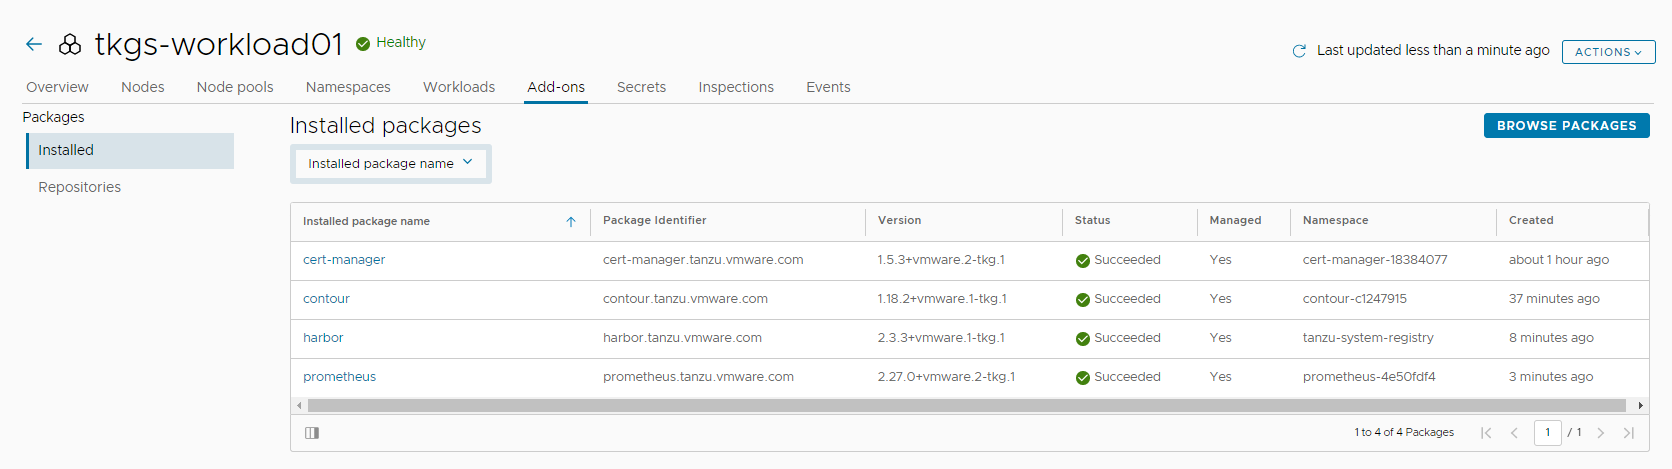 tkgs-workload01 Healthy
Last updated less than a minute ago ACTIONS
Overview Nodes Node pools Namespaces Workloads Add-ons Secrets Inspections Events
Packages
Installed
Repositories
Installed packages
BROWSE PACKAGES
Installed package name
Installed package name Package Identifier Version Status Managed Namespace Created
cert-manager cert-manager.tanzu.vmware.com 1.5.3+vmware.2-tkg.1 Succeeded Yes cert-manager-18384077 about 1 hour ago
contour contour.tanzu.vmware.com 1.18.2+vmware.1-tkg.1 Succeeded Yes contour-c1247915 37 minutes ago
harbor harbor.tanzu.vmware.com 2.3.3+vmware.1-tkg.1 Succeeded Yes tanzu-system-registry 8 minutes ago
prometheus prometheus.tanzu.vmware.com 2.27.0+vmware.2-tkg.1 Succeeded Yes prometheus-4e50fdf4 3 minutes ago
1 to 4 of 4 Packages 1 / 1